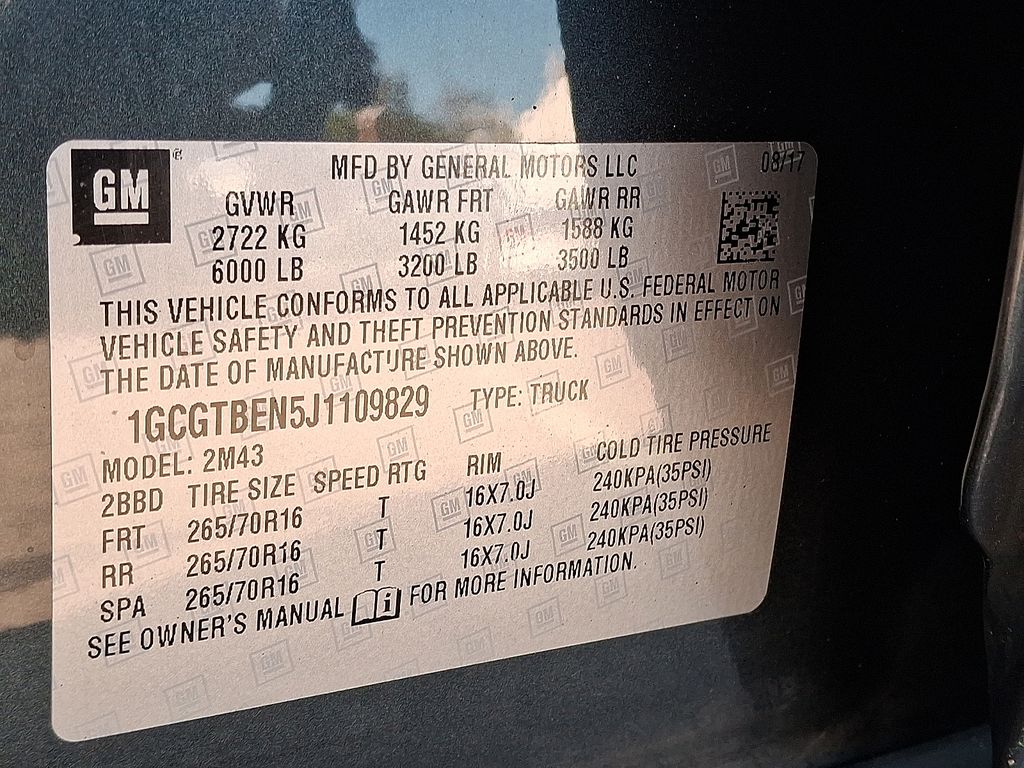 GM
MFD BY GENERAL MOTORS LLC 08/17
GVWR GAWR FRT GAWR RR
2722 KG 1452 KG 1588 KG
6000 LB 3200 LB 3500 LB
THIS VEHICLE CONFORMS TO ALL APPLICABLE U.S. FEDERAL MOTOR
VEHICLE SAFETY AND THEFT PREVENTION STANDARDS IN EFFECT ON
THE DATE OF MANUFACTURE SHOWN ABOVE.
1GCGTBEN5J1109829 TYPE: TRUCK
MODEL: 2M43
2BBD TIRE SIZE SPEED RTG RIM COLD TIRE PRESSURE
FRT 265/70R16 T 16X7.0J 240KPA(35PSI)
RR 265/70R16 T 16X7.0J 240KPA(35PSI)
SPA 265/70R16 T 16X7.0J 240KPA(35PSI)
SEE OWNER'S MANUAL FOR MORE INFORMATION.